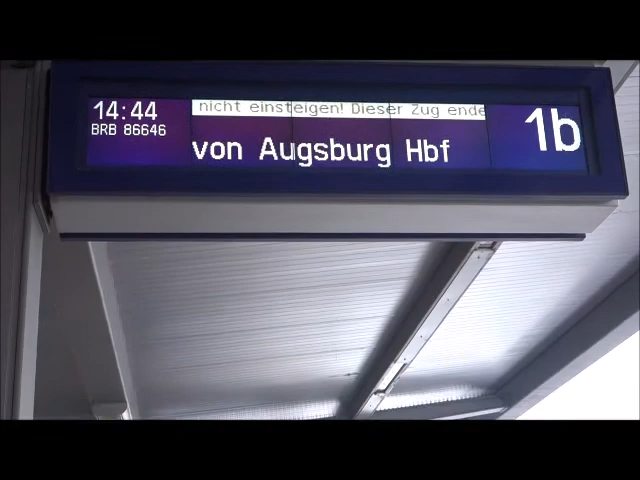 14:44
BRB 86646
nicht einsteigen! Dieser Zug ende
von Augsburg Hbf
1b